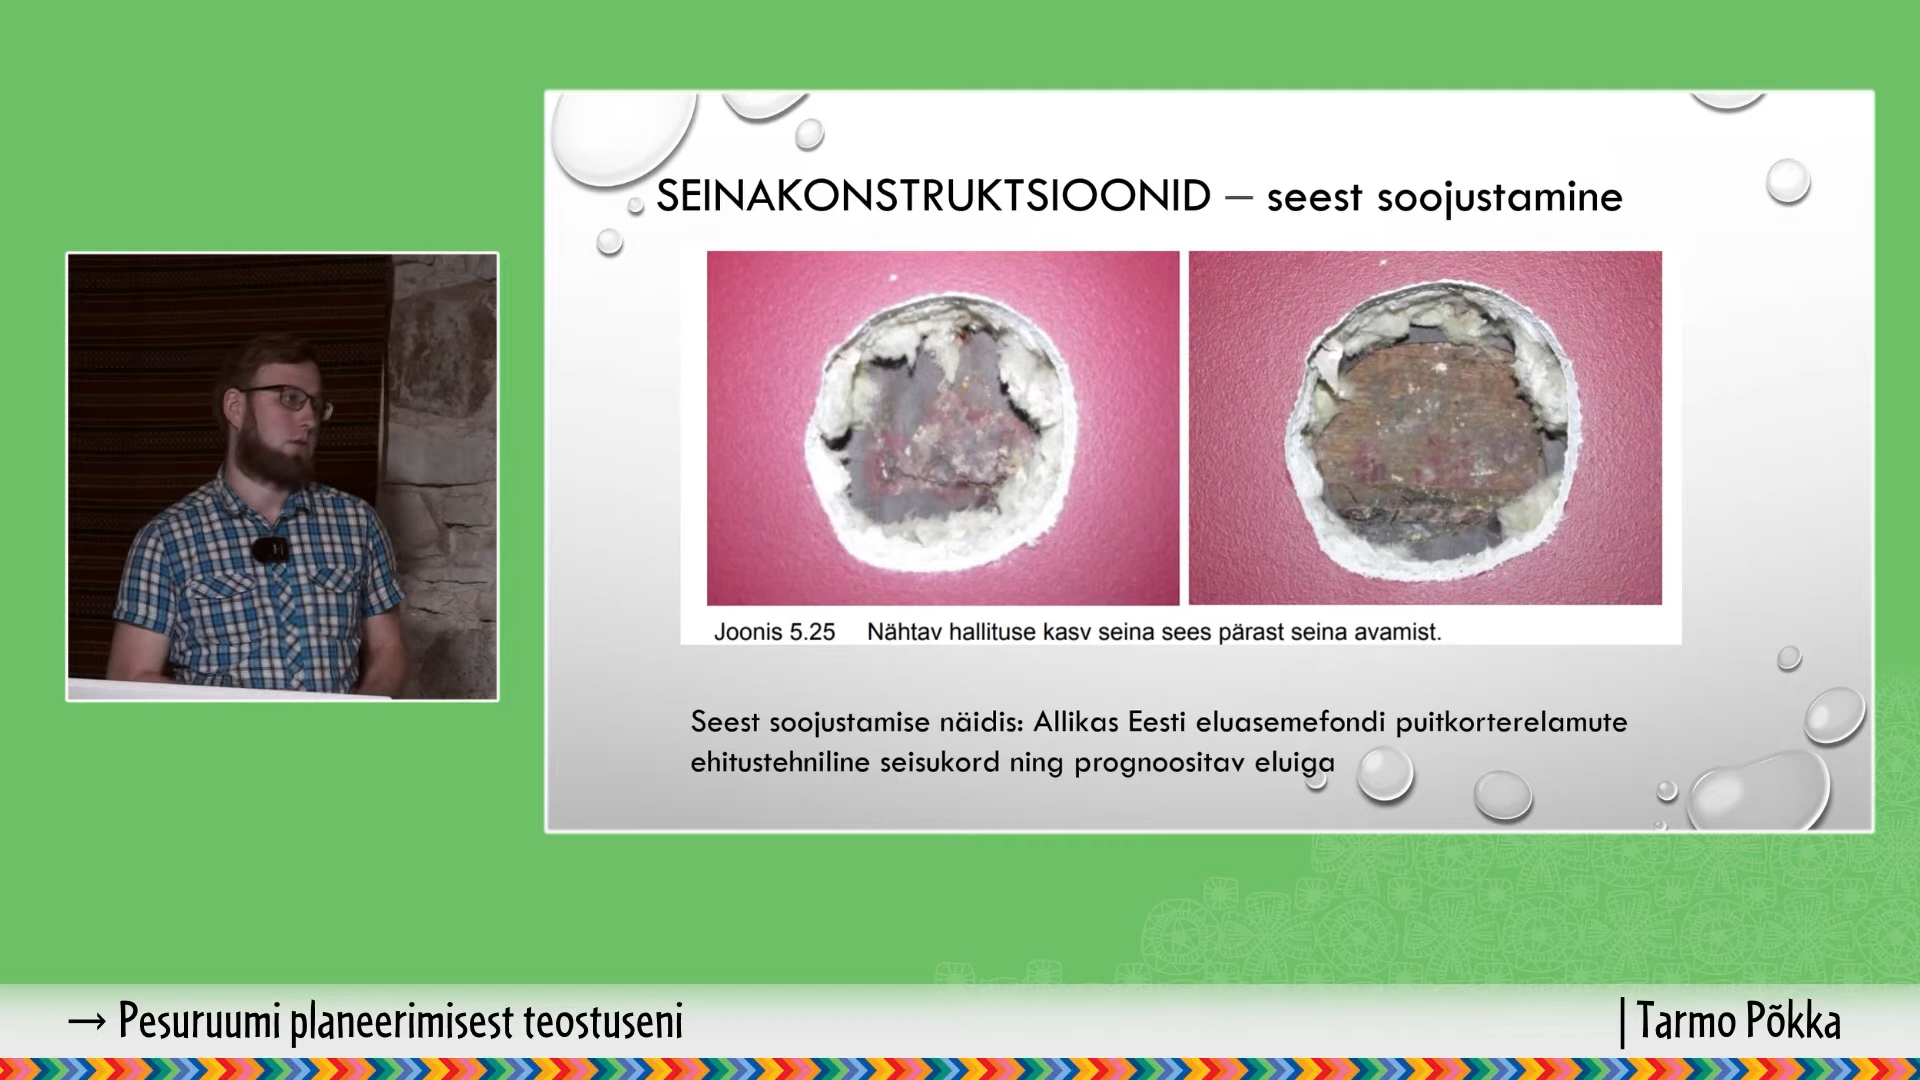 SEINAKONSTRUKTSIOONID – seest soojustamine
Joonis 5.25 Nähtav hallituse kasv seina sees pärast seina avamist.
Seest soojustamise näidis: Allikas Eesti eluasemefondi puitkorterelamute
ehitustehniline seisukord ning prognoositav eluiga
→ Pesuruumi planeerimisest teostuseni
| Tarmo Põkka